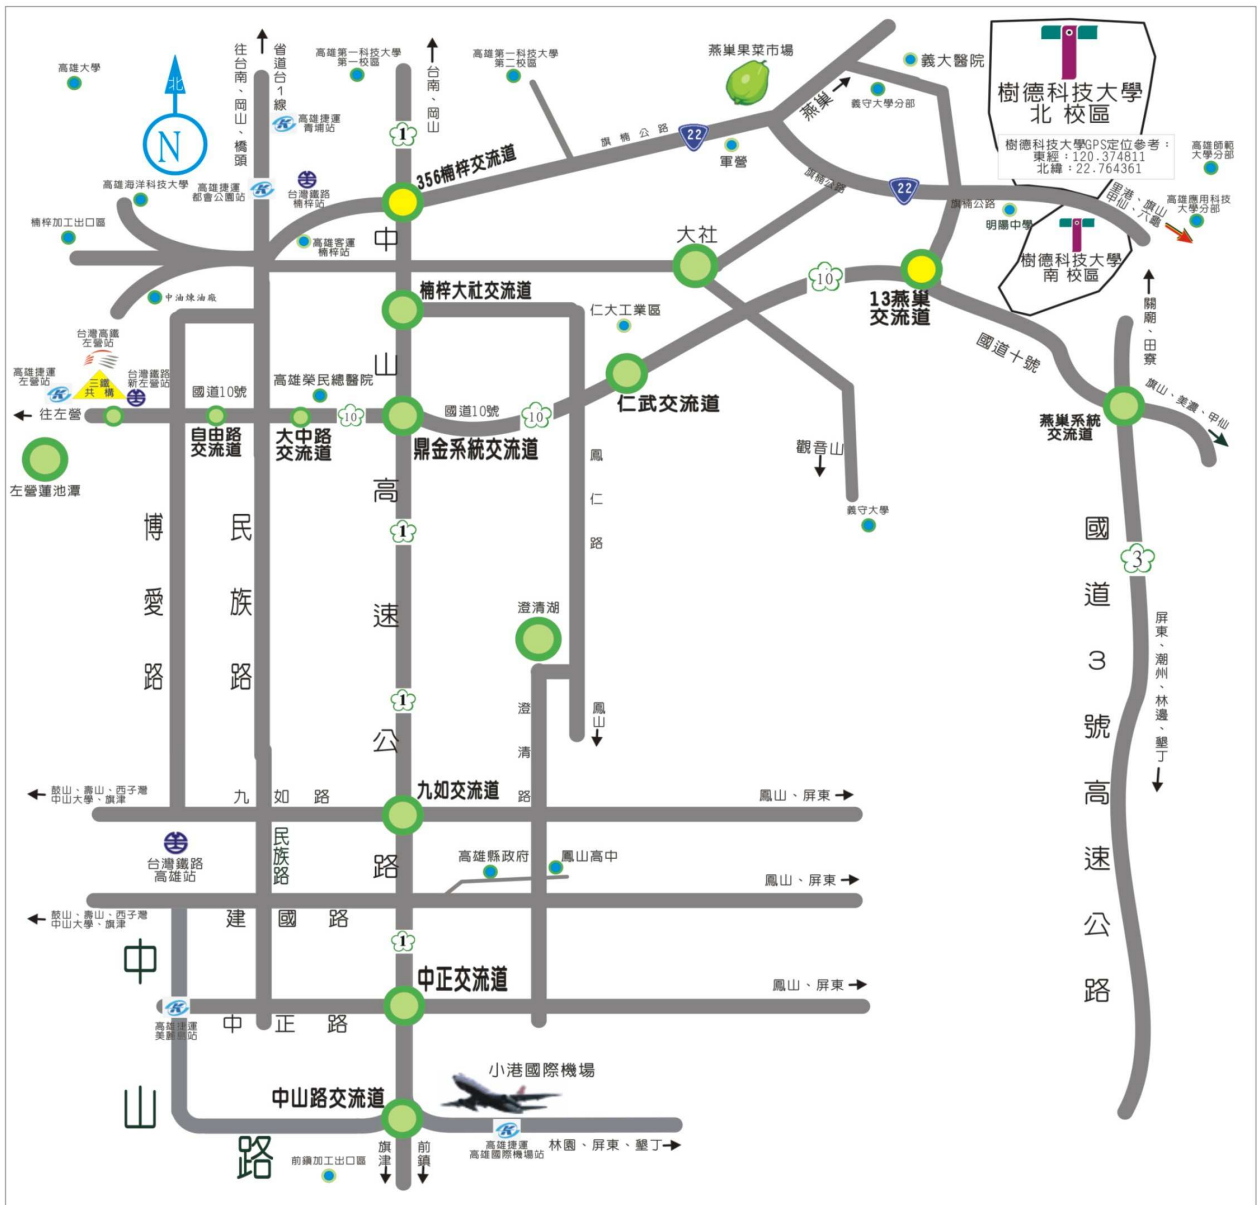 高雄大學
北
N
往台南、岡山、橋頭
省道台1線
高雄捷運
青埔站
高雄第一科技大學
第一校區
台南、岡山
1
高雄第一科技大學
第二校區
燕巢果菜市場
燕巢
義大醫院
義守大學分部
樹德科技大學
北 校區
樹德科技大學GPS定位參考：
東經：120.374811
北緯：22.764361
高雄師範
大學分部
高雄應用科技
大學分部
里港、旗山
甲仙、六龜
旗楠公路
22
軍營
旗楠公路
22
旗楠公路
明陽中學
樹德科技大學
南 校區
高雄海洋科技大學
高雄捷運
都會公園站
台灣鐵路
楠梓站
356楠梓交流道
楠梓加工出口區
高雄客運
楠梓站
中
大社
10
13燕巢
交流道
中油煉油廠
楠梓大社交流道
仁大工業區
國道十號
關廟、田寮
台灣高鐵
左營站
高雄捷運
左營站
三鐵
共構
台灣鐵路
新左營站
國道10號
高雄榮民總醫院
山
仁武交流道
往左營
自由路
交流道
大中路
交流道
10
國道10號
10
鼎金系統交流道
燕巢系統
交流道
旗山、美濃、甲仙
左營蓮池潭
觀音山
義守大學
鳳仁路
博愛路
民族路
高
1
速
1
公
澄清湖
澄清路
鳳山
國道3號高速公路
3
屏東、潮州、林邊、墾丁
鼓山、壽山、西子灣
中山大學、旗津
九如路
九如交流道
鳳山、屏東
台灣鐵路
高雄站
民族路
路
高雄縣政府
鳳山高中
鳳山、屏東
鼓山、壽山、西子灣
中山大學、旗津
建國路
1
中
中正交流道
鳳山、屏東
高雄捷運
美麗島站
中正路
山
路
中山路交流道
小港國際機場
高雄捷運
高雄國際機場站
林園、屏東、墾丁
前鎮加工出口區
旗津
前鎮